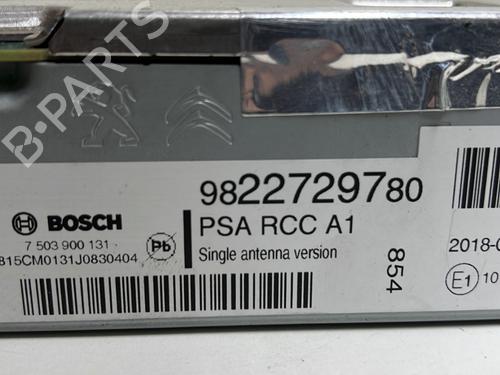 B-PARTS
9822729780
BOSCH
PSA RCC A1
7 503 900 131
Pb
Single antenna version
815CM0131J0830404
854
2018-0
E1 10